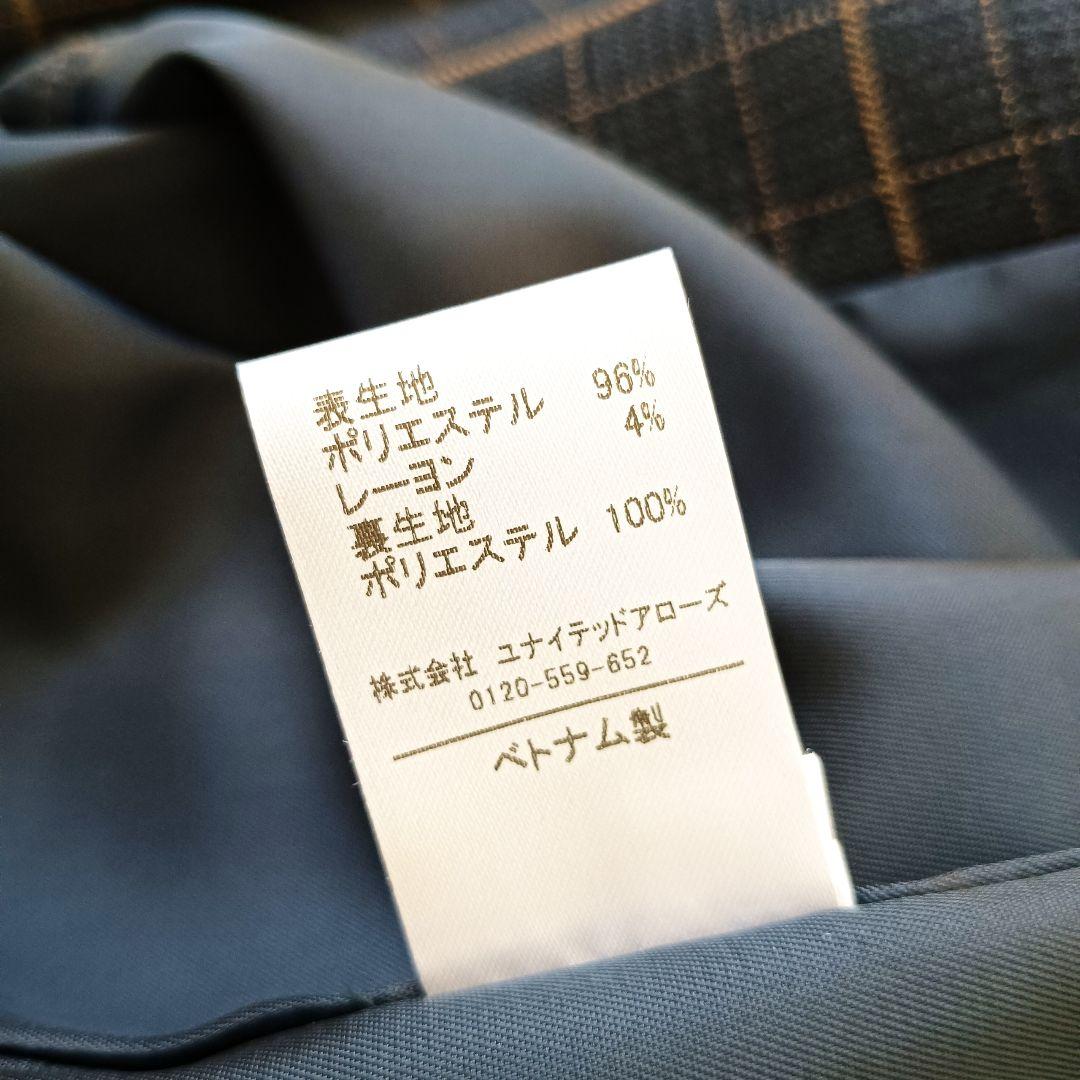 表生地
ポリエステル 96%
レーヨン 4%
裏生地
ポリエステル 100%
株式会社 ユナイテッドアローズ
0120-559-652
ベトナム製